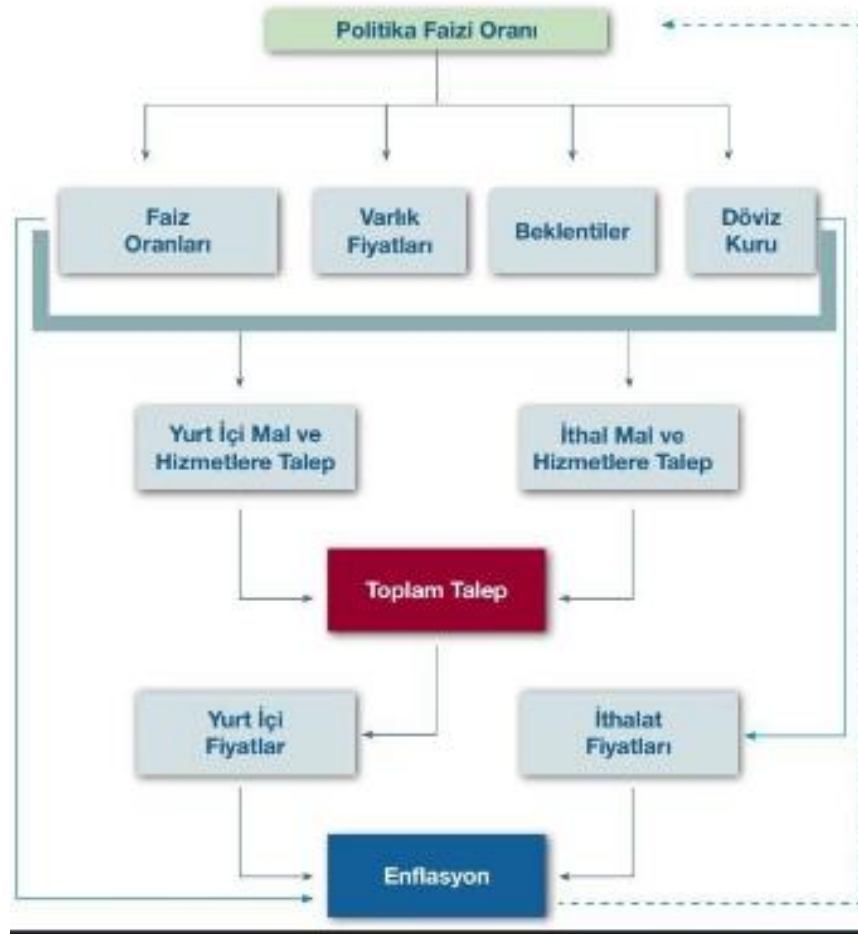 Politika Faizi Oranı
Faiz
Oranları
Varlık
Fiyatları
Beklentiler
Döviz
Kuru
Yurt İçi Mal ve
Hizmetlere Talep
İthal Mal ve
Hizmetlere Talep
Toplam Talep
Yurt İçi
Fiyatlar
İthalat
Fiyatları
Enflasyon